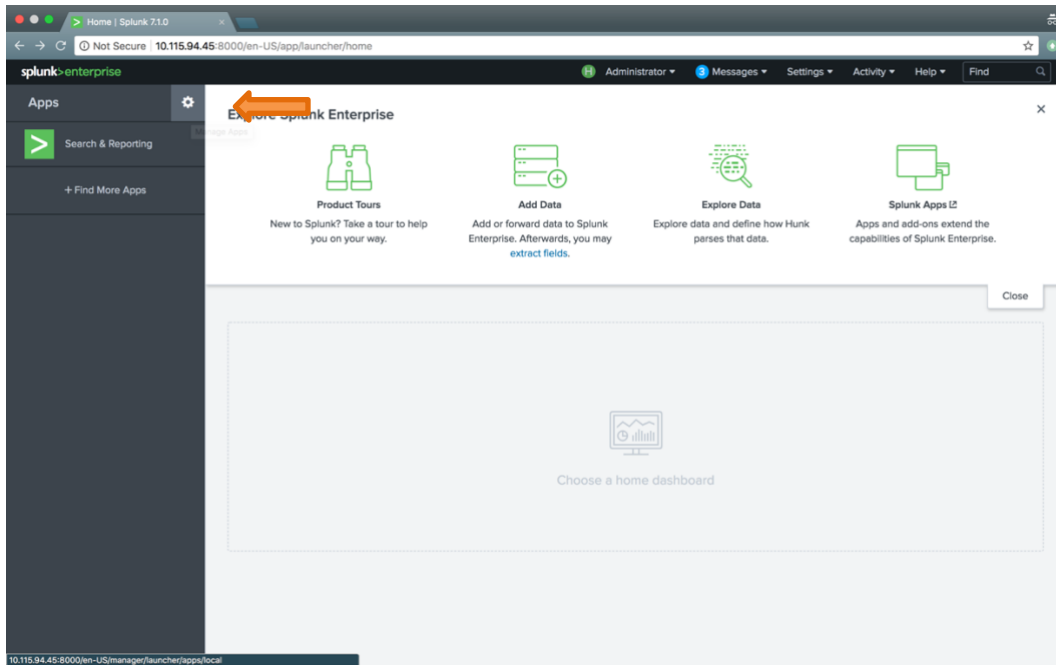 Home | Splunk 7.1.0
Not Secure 10.115.94.45:8000/en-US/app/launcher/home
splunk>enterprise
H Administrator 3 Messages Settings Activity Help Find
Apps
Explore Splunk Enterprise
Manage Apps
Search & Reporting
+ Find More Apps
Product Tours
New to Splunk? Take a tour to help
you on your way.
Add Data
Add or forward data to Splunk
Enterprise. Afterwards, you may
extract fields.
Explore Data
Explore data and define how Hunk
parses that data.
Splunk Apps
Apps and add-ons extend the
capabilities of Splunk Enterprise.
Close
Choose a home dashboard
10.115.94.45:8000/en-US/manager/launcher/apps/local